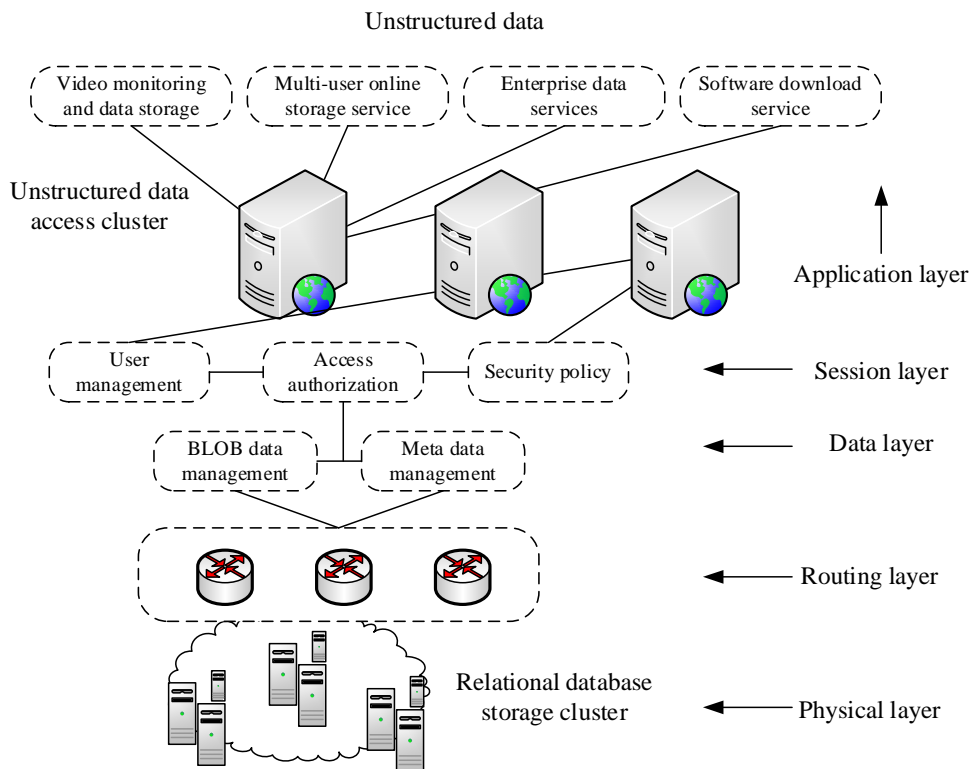 Unstructured data
Video monitoring
and data storage
Multi-user online
storage service
Enterprise data
services
Software download
service
Unstructured data
access cluster
Application layer
User
management
Access
authorization
Security policy
Session layer
BLOB data
management
Meta data
management
Data layer
Routing layer
Relational database
storage cluster
Physical layer